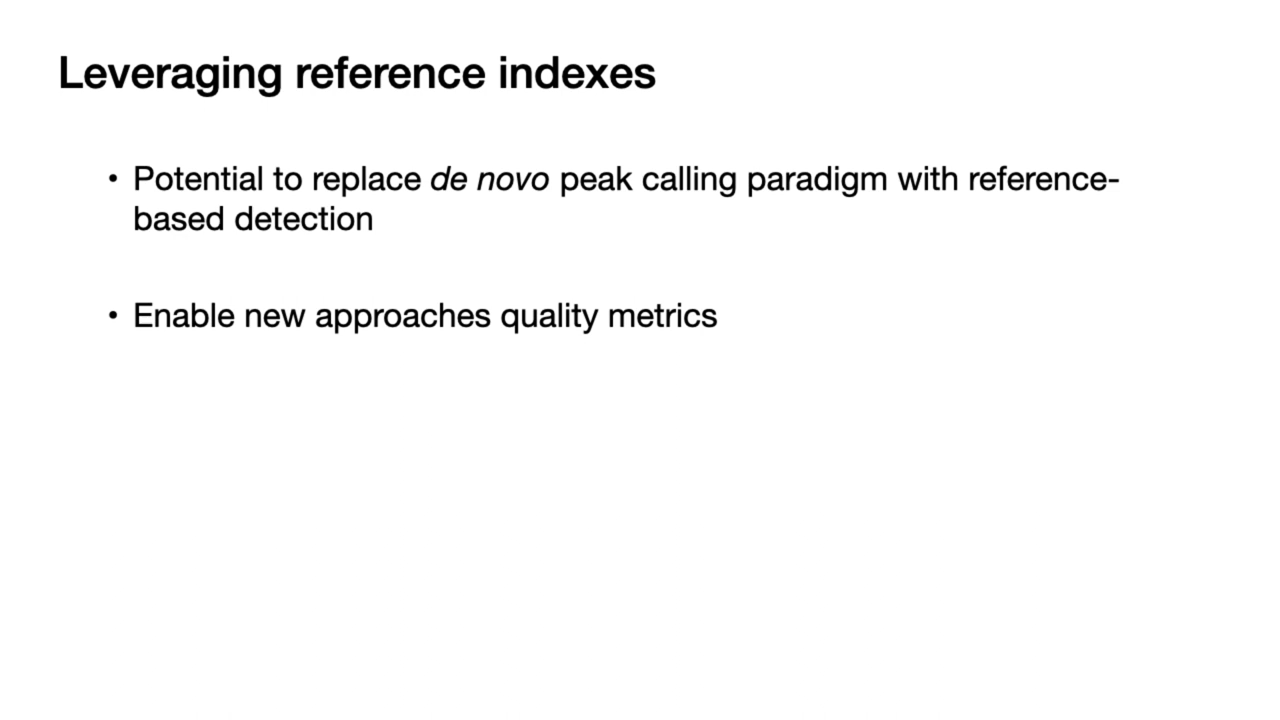 Leveraging reference indexes
• Potential to replace de novo peak calling paradigm with reference-
based detection
• Enable new approaches quality metrics